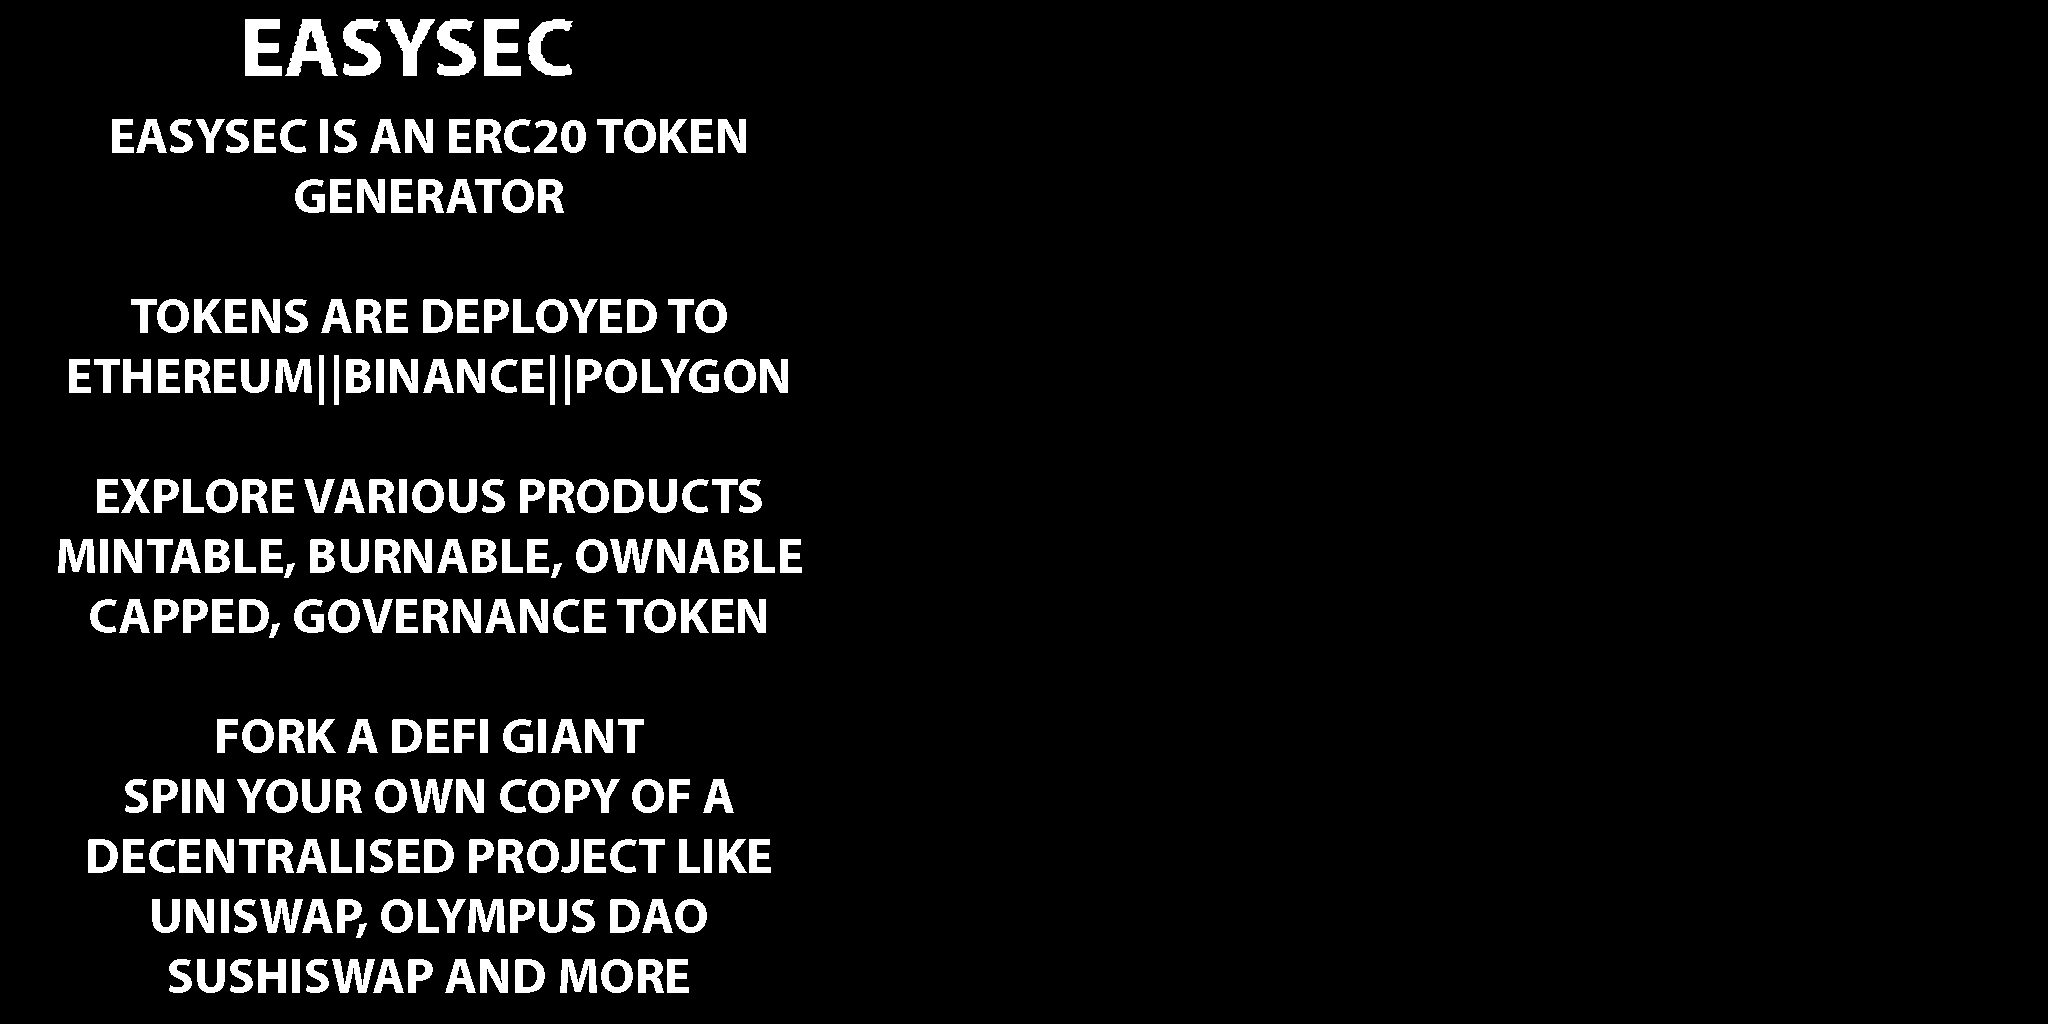 EASYSEC
EASYSEC IS AN ERC20 TOKEN
GENERATOR
TOKENS ARE DEPLOYED TO
ETHEREUM||BINANCE||POLYGON
EXPLORE VARIOUS PRODUCTS
MINTABLE, BURNABLE, OWNABLE
CAPPED, GOVERNANCE TOKEN
FORK A DEFI GIANT
SPIN YOUR OWN COPY OF A
DECENTRALISED PROJECT LIKE
UNISWAP, OLYMPUS DAO
SUSHISWAP AND MORE